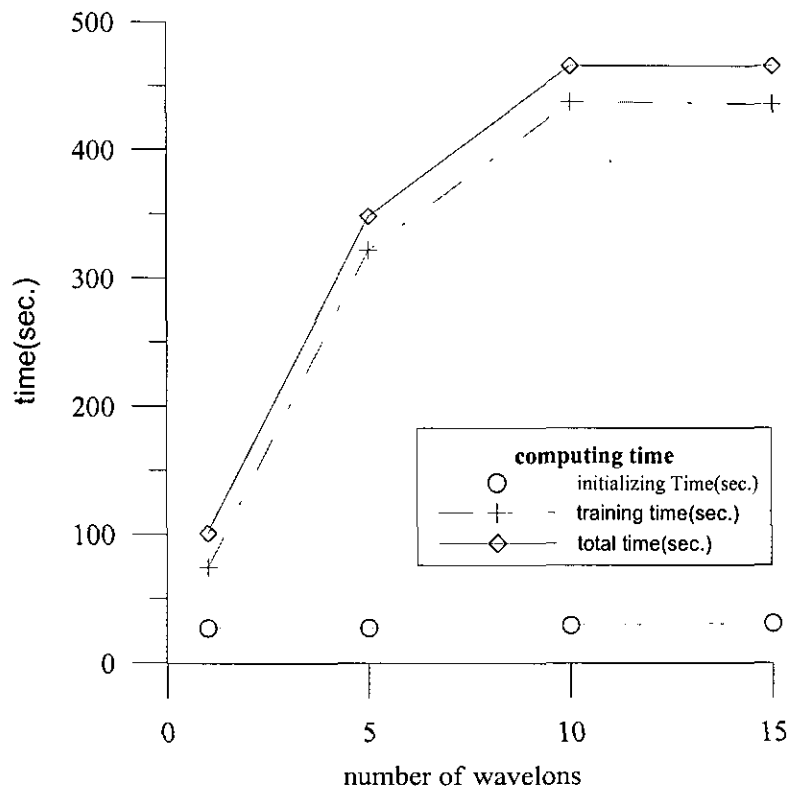 500
400
300
200
100
0
time(sec.)
computing time
initializing Time(sec.)
training time(sec.)
total time(sec.)
0 5 10 15
number of wavelons